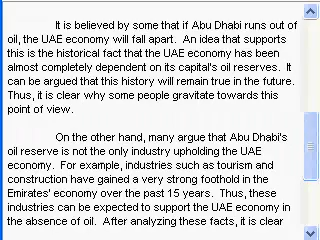 It is believed by some that if Abu Dhabi runs out of
oil, the UAE economy will fall apart.  An idea that supports
this is the historical fact that the UAE economy has been
almost completely dependent on its capital's oil reserves.  It
can be argued that this history will remain true in the future.
Thus, it is clear why some people gravitate towards this
point of view.
On the other hand, many argue that Abu Dhabi's
oil reserve is not the only industry upholding the UAE
economy.  For example, industries such as tourism and
construction have gained a very strong foothold in the
Emirates' economy over the past 15 years.  Thus, these
industries can be expected to support the UAE economy in
the absence of oil.  After analyzing these facts, it is clear